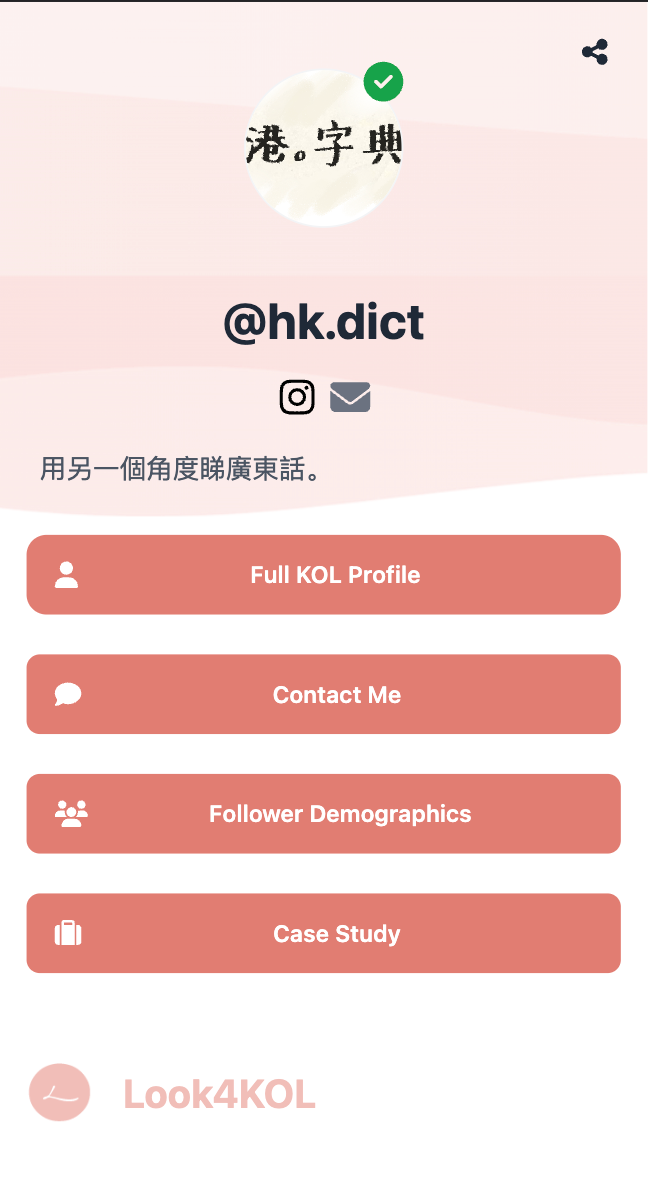 港。字典
@hk.dict
用另一個角度睇廣東話。
Full KOL Profile
Contact Me
Follower Demographics
Case Study
Look4KOL